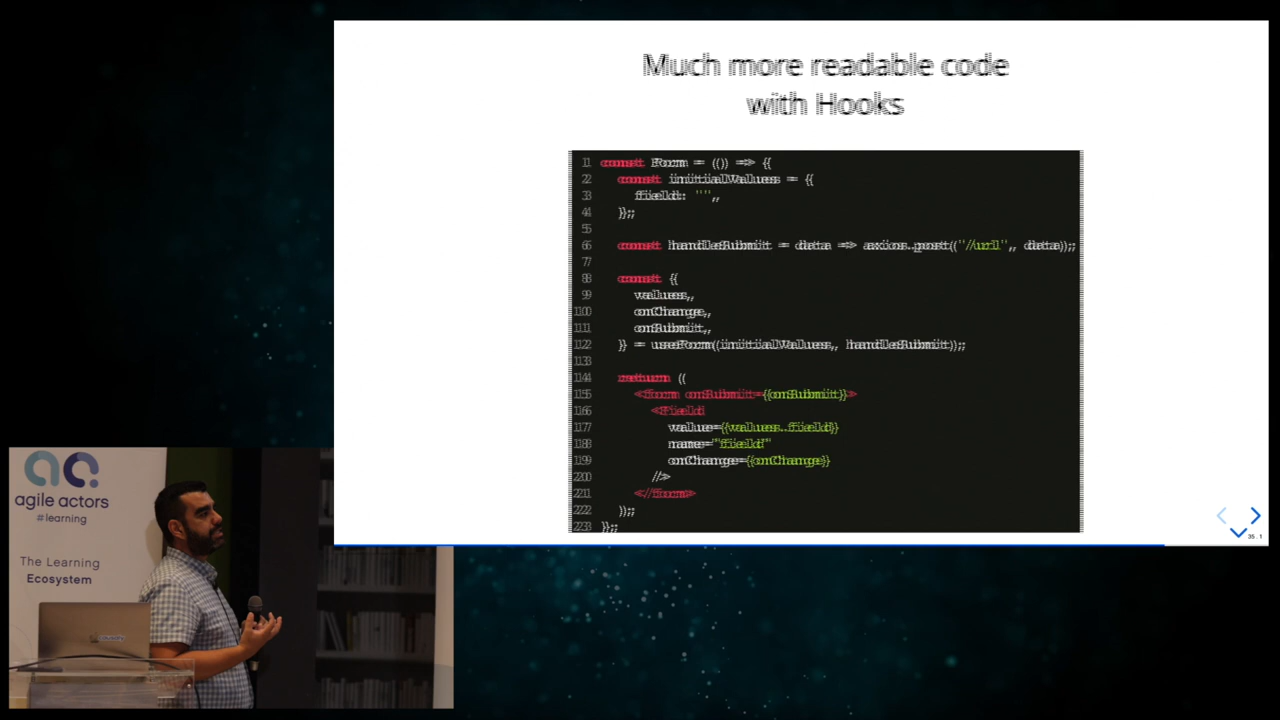 Much more readable code
with Hooks
1 const Form = () => {
2 const initialValues = {
3 field: "",
4 };
5
6 const handleSubmit = data => axios.post("/url", data);
7
8 const {
9 values,
10 onChange,
11 onSubmit,
12 } = useForm(initialValues, handleSubmit);
13
14 return (
15 <form onSubmit={onSubmit}>
16 <Field
17 value={values.field}
18 name="field"
19 onChange={onChange}
20 />
21 </form>
22 );
23 };
35.1
agile actors
#learning
The Learning
Ecosystem